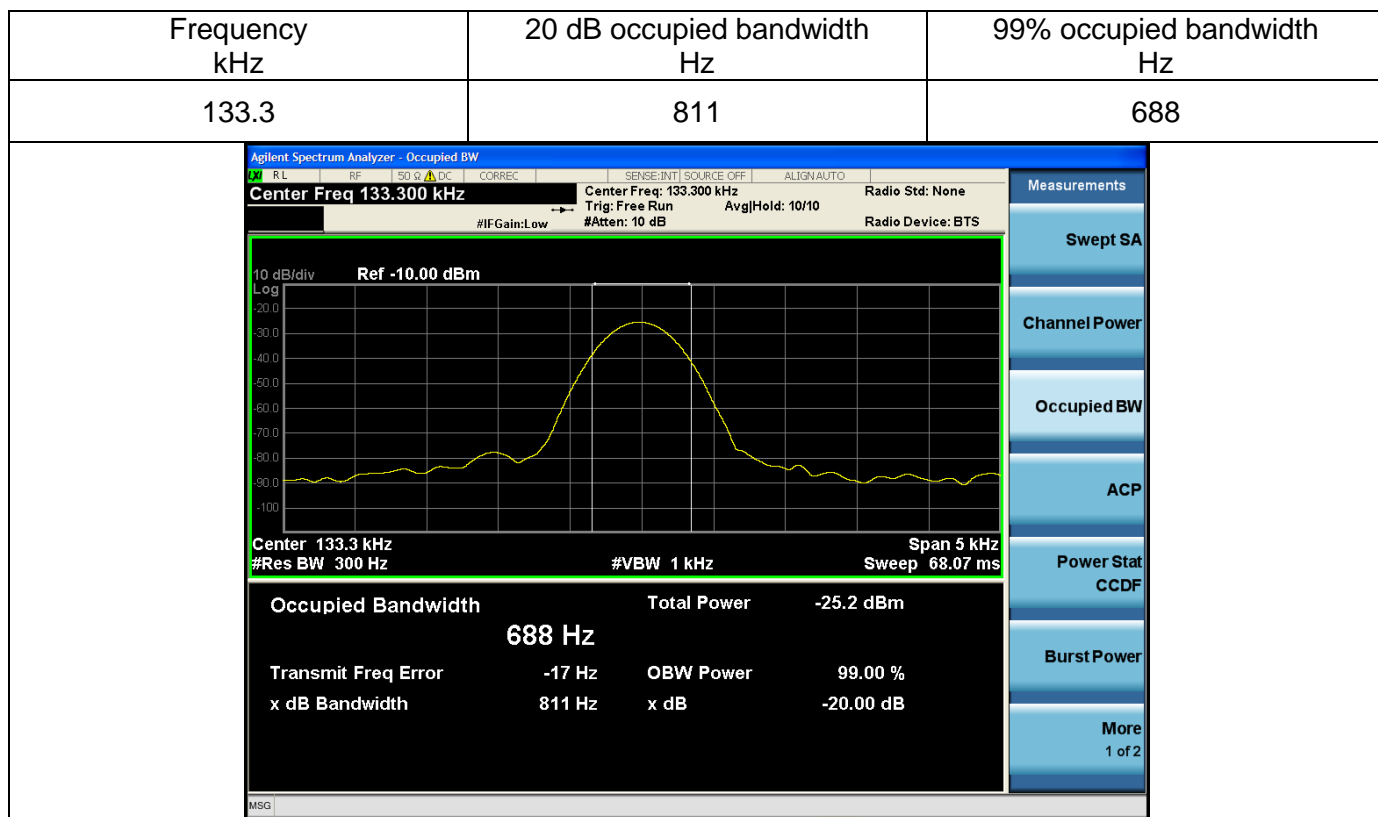 Frequency kHz 20 dB occupied bandwidth Hz 99% occupied bandwidth Hz
133.3 811 688
Agilent Spectrum Analyzer - Occupied BW
LXI RL RF 50 Ω DC CORREC SENSE:INT SOURCE OFF ALIGN AUTO
Center Freq 133.300 kHz
Center Freq: 133.300 kHz
Radio Std: None
Trig: Free Run Avg|Hold: 10/10
#IFGain:Low #Atten: 10 dB Radio Device: BTS
10 dB/div Ref -10.00 dBm
Log
-20.0
-30.0
-40.0
-50.0
-60.0
-70.0
-80.0
-90.0
-100
Center 133.3 kHz Span 5 kHz
#Res BW 300 Hz #VBW 1 kHz Sweep 68.07 ms
Occupied Bandwidth Total Power -25.2 dBm
688 Hz
Transmit Freq Error -17 Hz OBW Power 99.00 %
x dB Bandwidth 811 Hz x dB -20.00 dB
MSG
Measurements
Swept SA
Channel Power
Occupied BW
ACP
Power Stat
CCDF
Burst Power
More
1 of 2